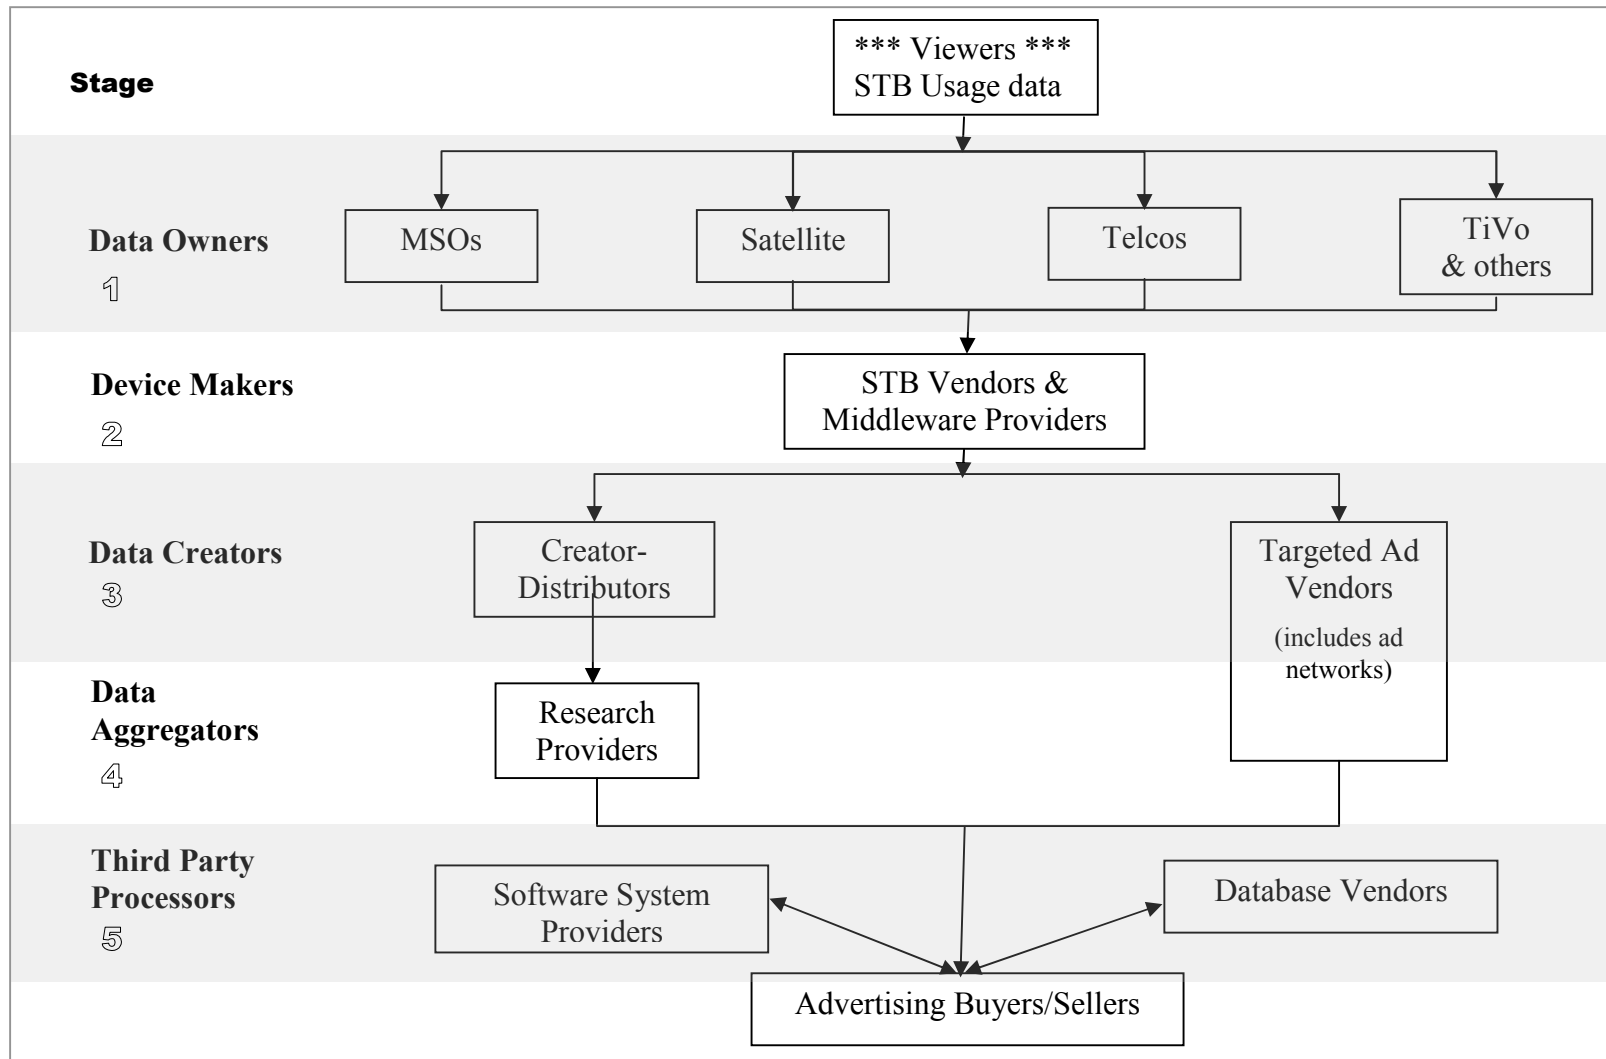 *** Viewers ***
STB Usage data
Stage
Data Owners
1
MSOs
Satellite
Telcos
TiVo
& others
Device Makers
2
STB Vendors &
Middleware Providers
Data Creators
3
Creator-
Distributors
Targeted Ad
Vendors
(includes ad
networks)
Data
Aggregators
4
Research
Providers
Third Party
Processors
5
Software System
Providers
Database Vendors
Advertising Buyers/Sellers